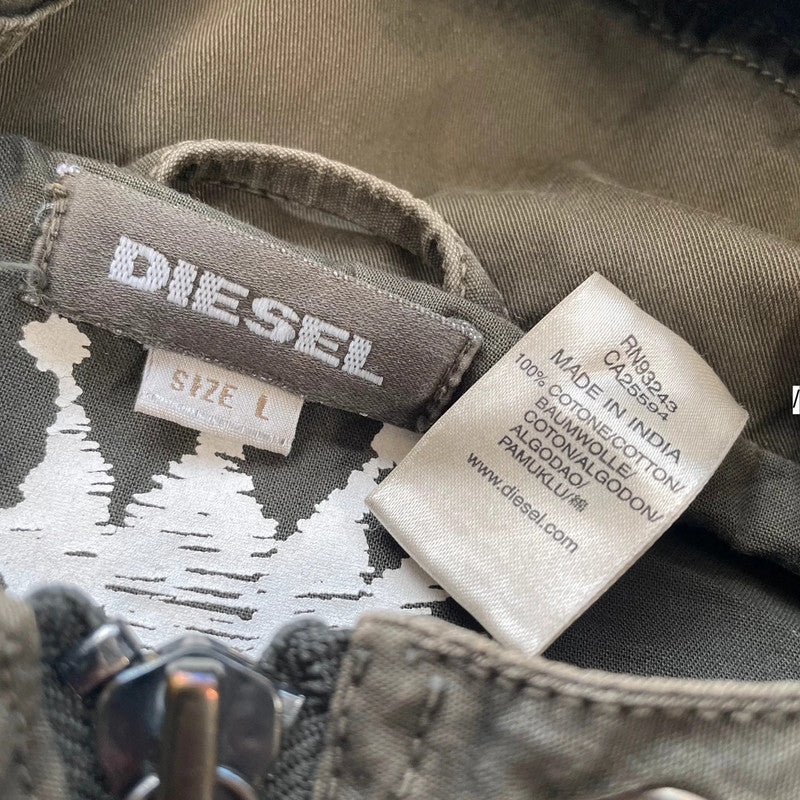 DIESEL
SIZE L
RN93243
CA25594
MADE IN INDIA
100% COTONE/COTTON/
BAUMWOLLE/
COTON/ALGODON/
ALGODAO/
PAMUKLU/綿
www.diesel.com